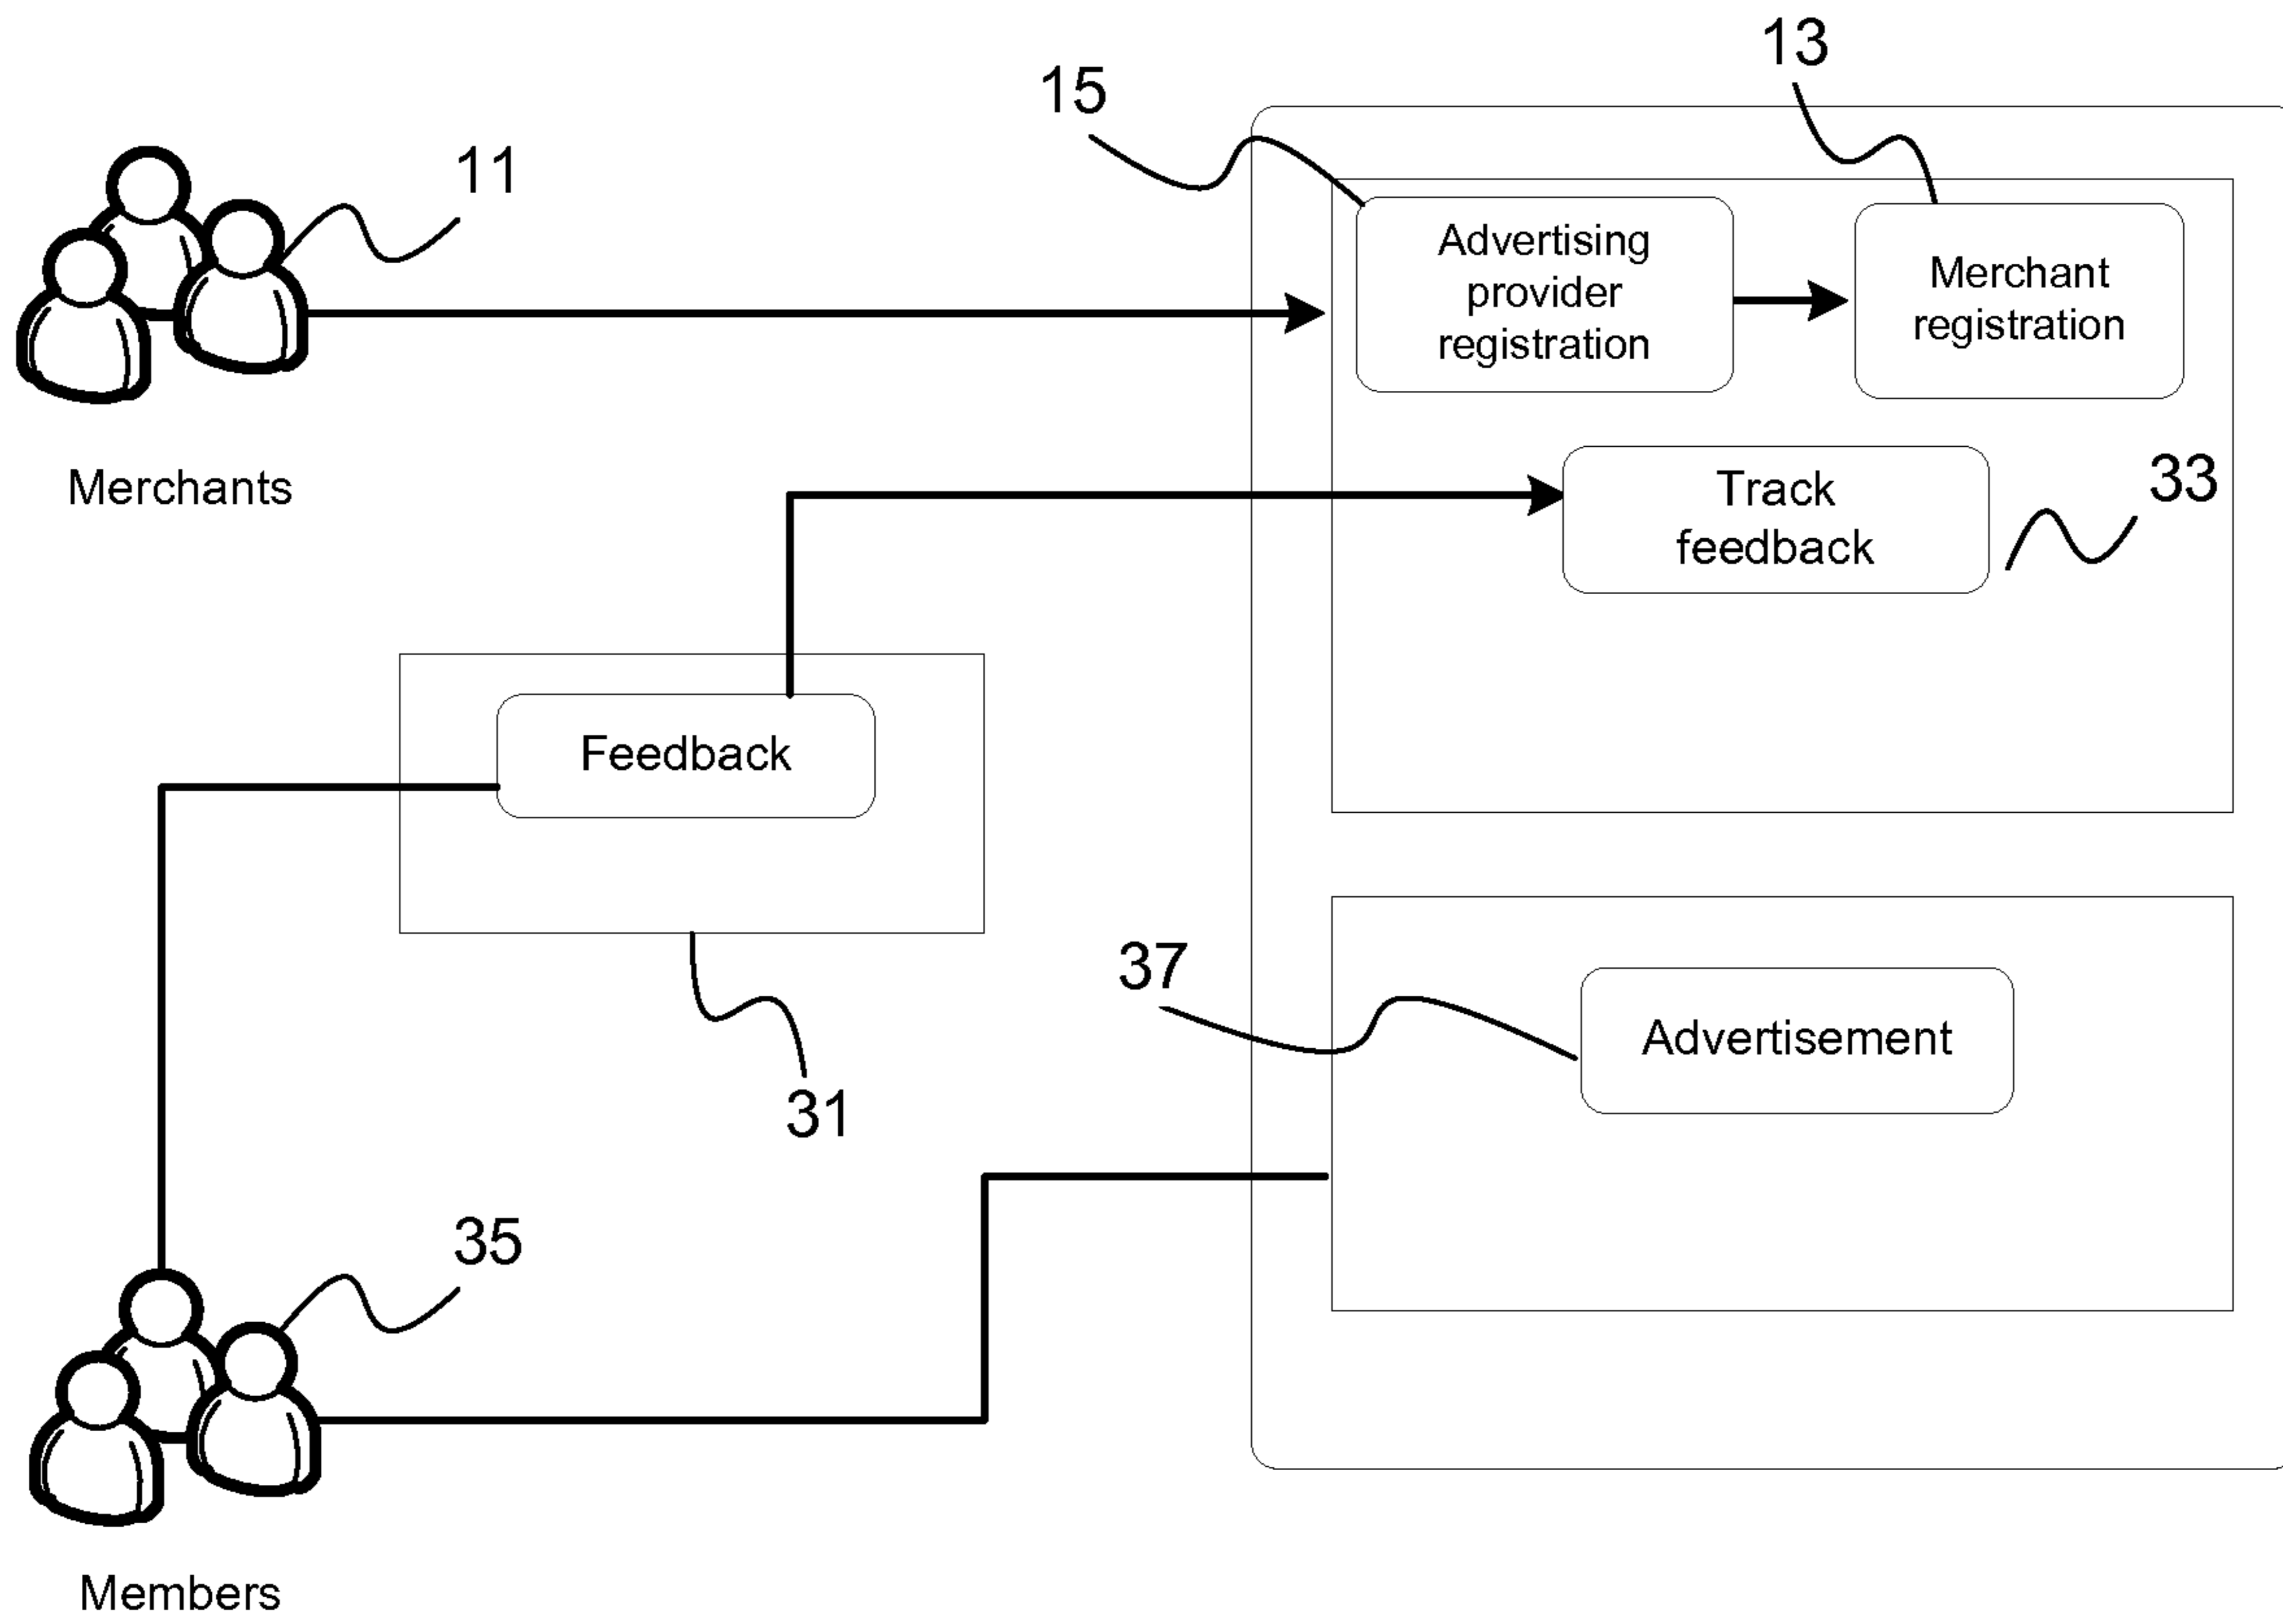 13
15
11
Advertising
provider
registration
Merchant
registration
Merchants
Track
feedback
33
Feedback
37
Advertisement
31
35
Members